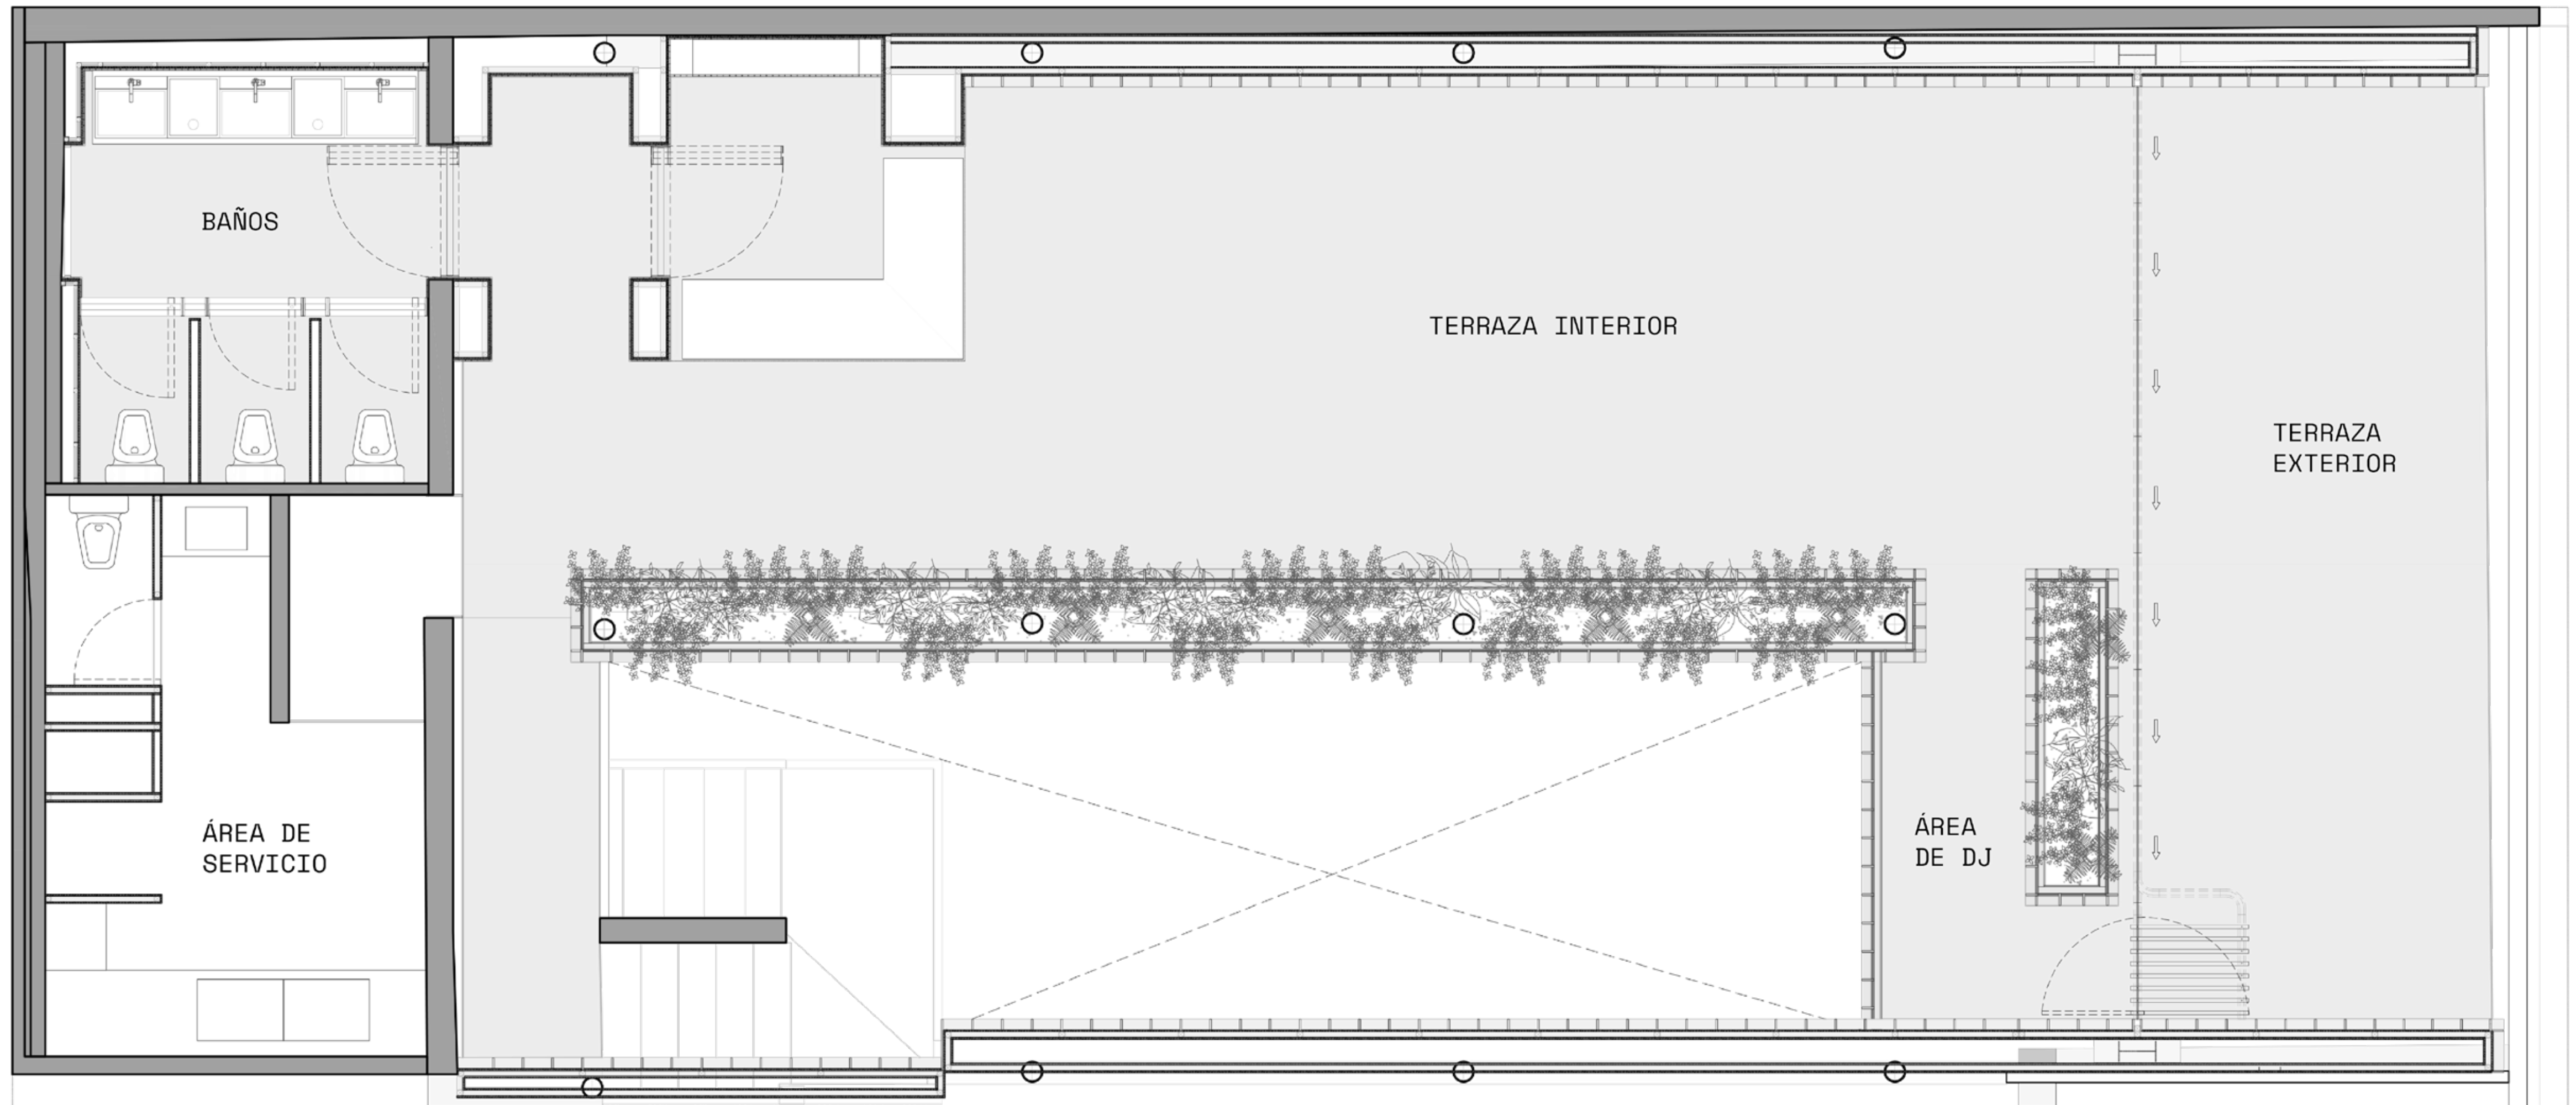 BAÑOS
TERRAZA INTERIOR
TERRAZA
EXTERIOR
ÁREA DE
SERVICIO
ÁREA
DE DJ